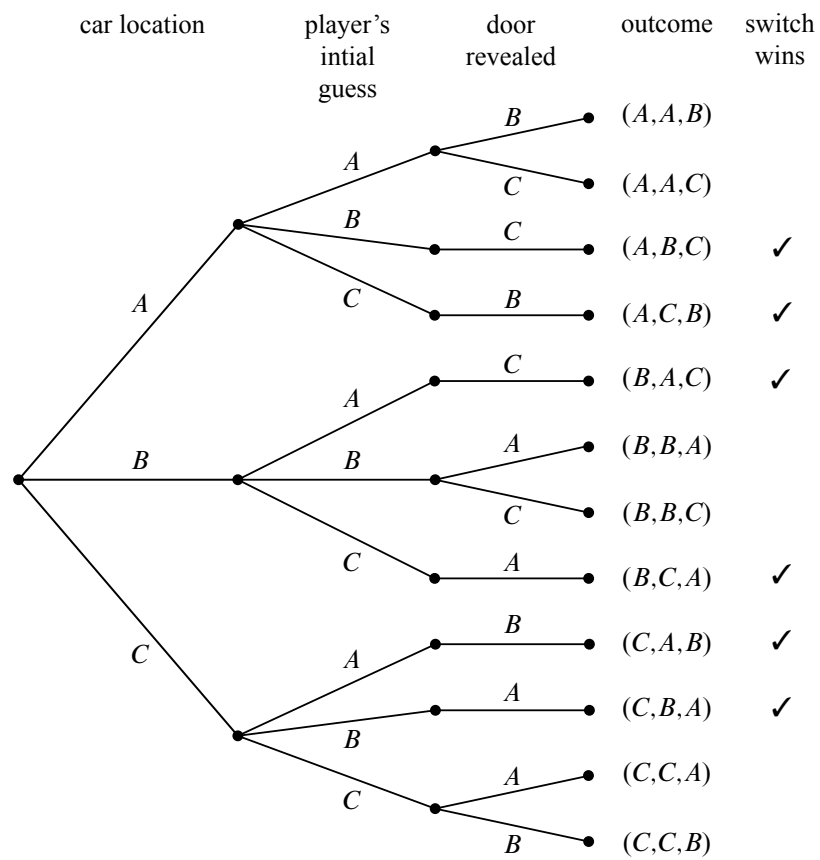 car location
player’s
intial
guess
door
revealed
outcome
switch
wins
B
(A,A,B)
A
C
(A,A,C)
B
C
(A,B,C) ✓
A
C
B
(A,C,B) ✓
C
(B,A,C) ✓
A
A
(B,B,A)
B
B
C
(B,B,C)
C
A
(B,C,A) ✓
B
(C,A,B) ✓
C
A
A
(C,B,A) ✓
B
A
(C,C,A)
C
B
(C,C,B)